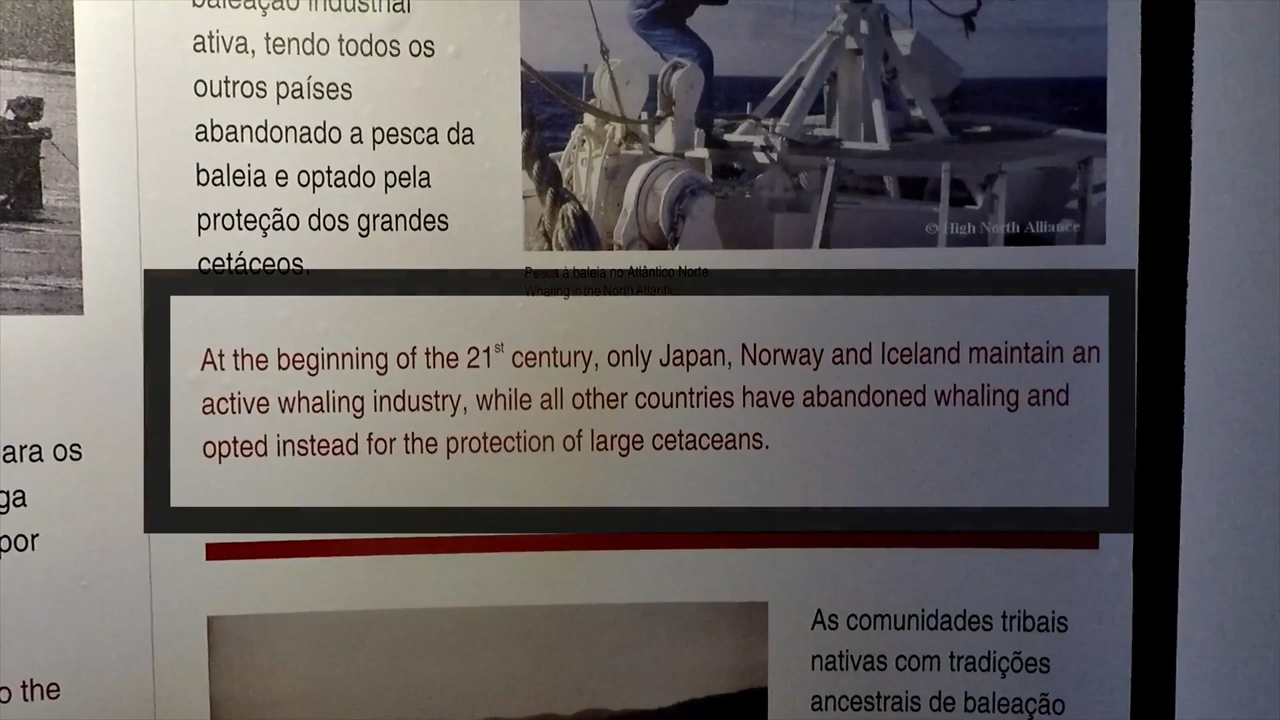 baleação industrial
ativa, tendo todos os
outros países
abandonado a pesca da
baleia e optado pela
proteção dos grandes
cetáceos.
© High North Alliance
Pesca à baleia no Atlântico Norte.
Whaling in the North Atlantic.
At the beginning of the 21st century, only Japan, Norway and Iceland maintain an
active whaling industry, while all other countries have abandoned whaling and
opted instead for the protection of large cetaceans.
ara os
ga
por
o the
As comunidades tribais
nativas com tradições
ancestrais de baleação